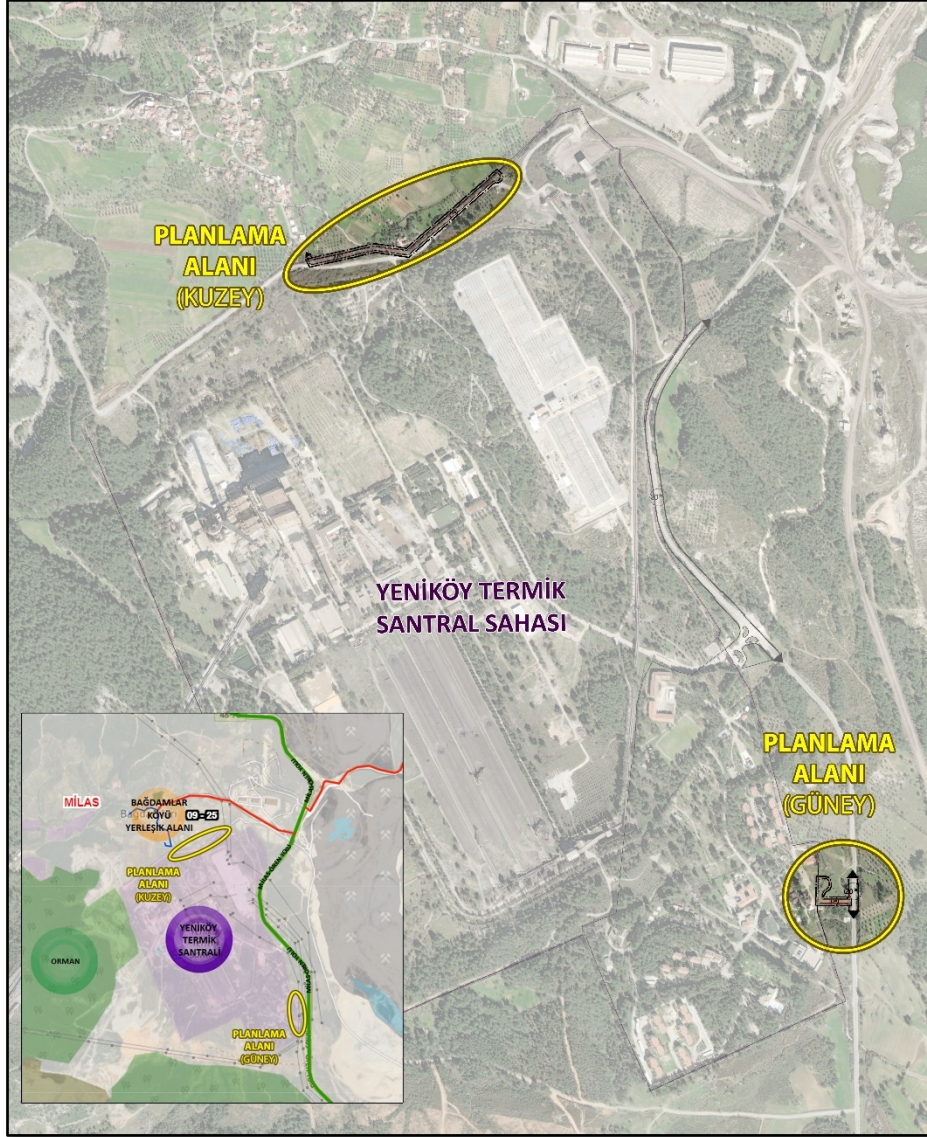 PLANLAMA
ALANI
(KUZEY)
YENİKÖY TERMİK
SANTRAL SAHASI
PLANLAMA
ALANI
(GÜNEY)
MİLAS
BAĞDAMLAR
KÖYÜ
YERLEŞİK ALANI
09-25
PLANLAMA
ALANI
(KUZEY)
YENİKÖY
TERMİK
SANTRALİ
ORMAN
PLANLAMA
ALANI
(GÜNEY)